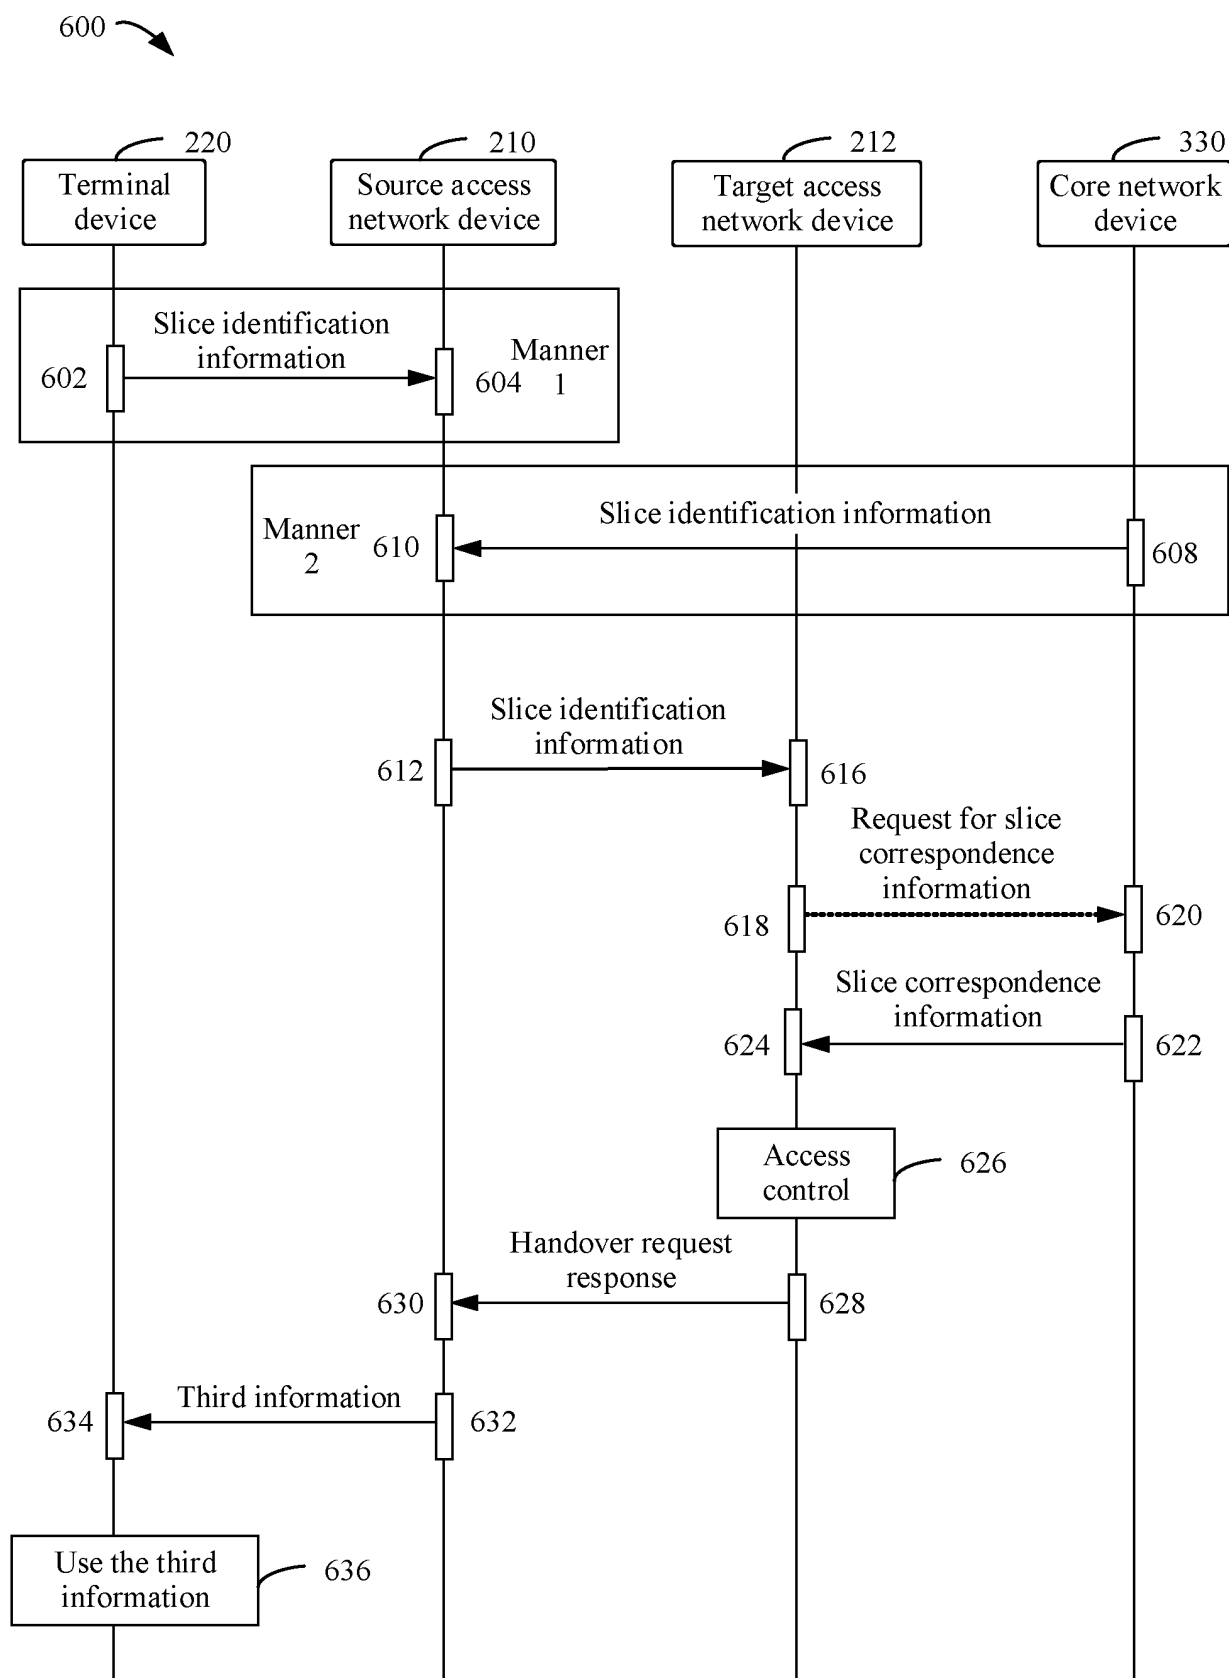 600
220
210
212
330
Terminal
device
Source access
network device
Target access
network device
Core network
device
Slice identification
information
602
604
Manner
1
Manner
2
610
Slice identification information
608
Slice identification
information
612
616
Request for slice
correspondence
information
618
620
Slice correspondence
information
624
622
Access
control
626
Handover request
response
630
628
Third information
634
632
Use the third
information
636